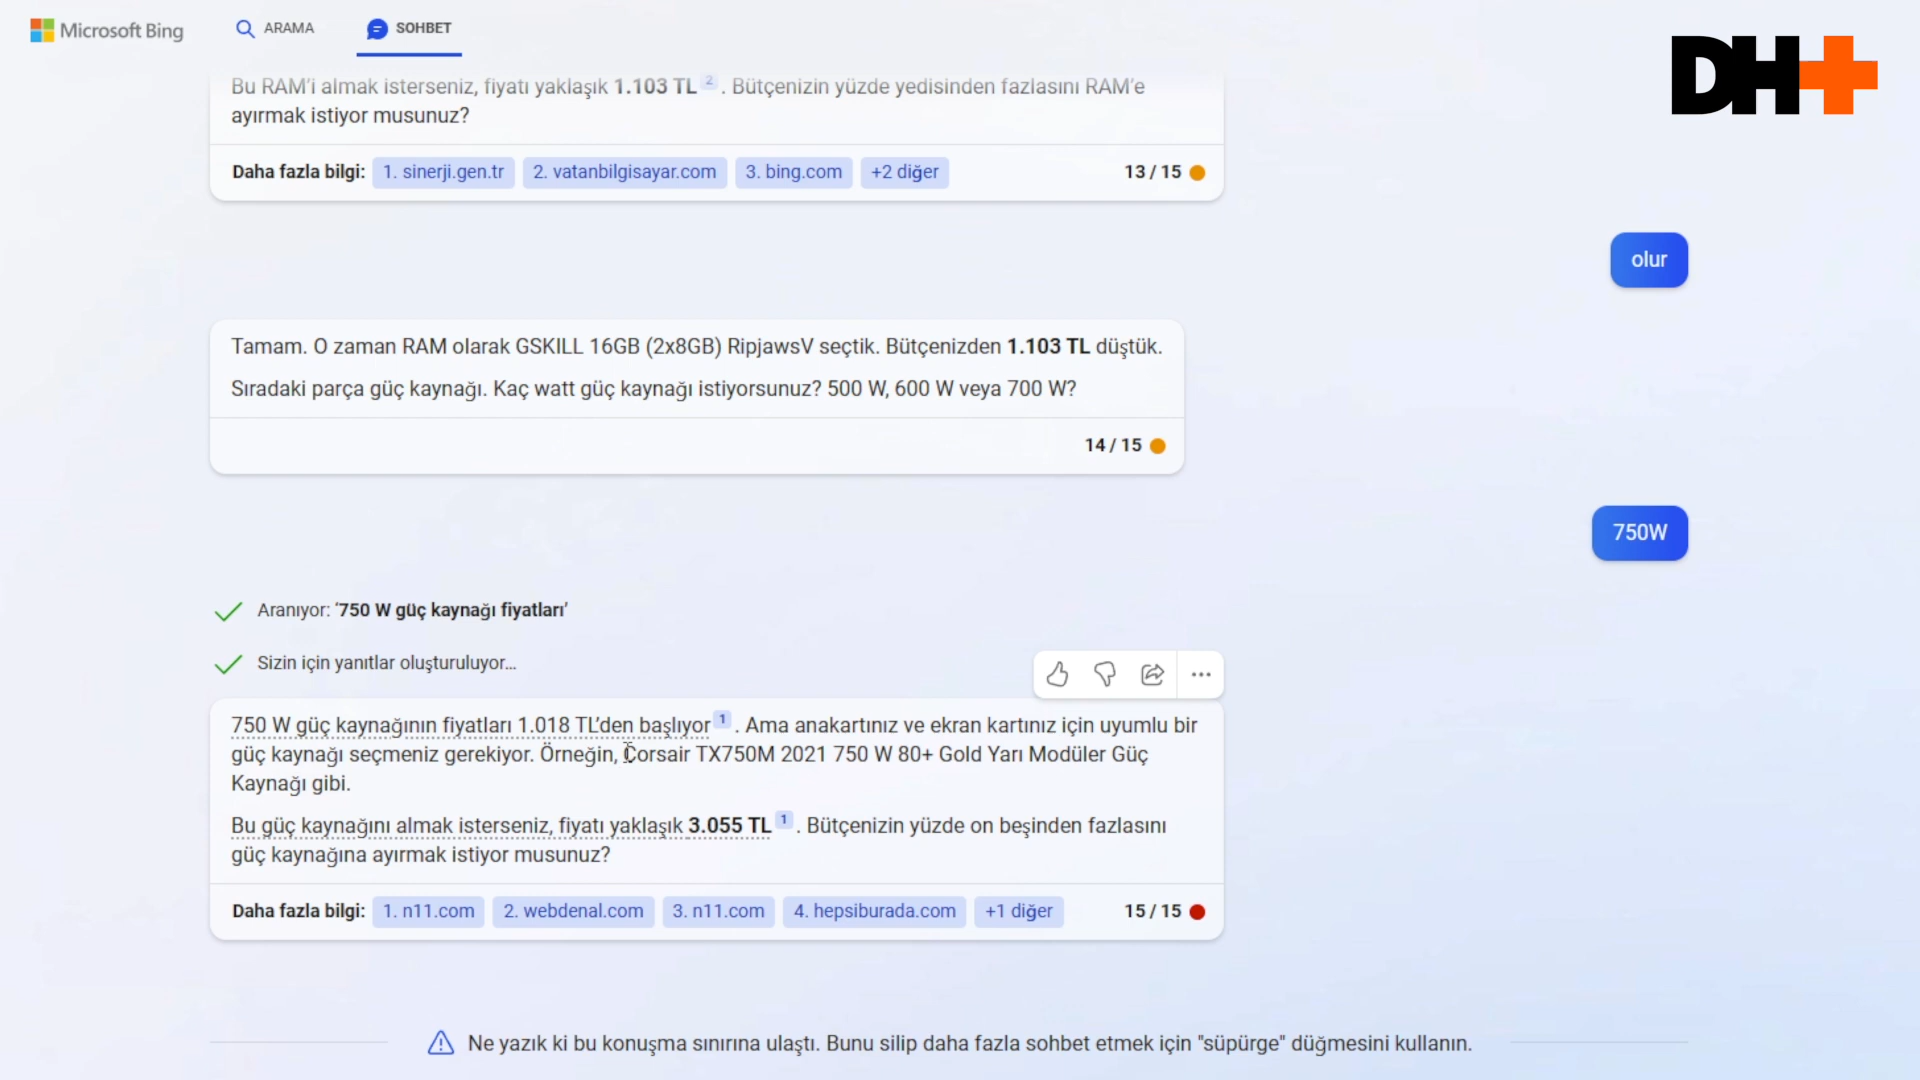 Microsoft Bing
ARAMA
SOHBET
DH+
Bu RAM'i almak isterseniz, fiyatı yaklaşık 1.103 TL 2 . Bütçenizin yüzde yedisinden fazlasını RAM'e
ayırmak istiyor musunuz?
Daha fazla bilgi: 1. sinerji.gen.tr 2. vatanbilgisayar.com 3. bing.com +2 diğer 13 / 15
olur
Tamam. O zaman RAM olarak GSKILL 16GB (2x8GB) RipjawsV seçtik. Bütçenizden 1.103 TL düştük.
Sıradaki parça güç kaynağı. Kaç watt güç kaynağı istiyorsunuz? 500 W, 600 W veya 700 W?
14 / 15
750W
Aranıyor: '750 W güç kaynağı fiyatları'
Sizin için yanıtlar oluşturuluyor...
750 W güç kaynağının fiyatları 1.018 TL'den başlıyor 1 . Ama anakartınız ve ekran kartınız için uyumlu bir
güç kaynağı seçmeniz gerekiyor. Örneğin, Corsair TX750M 2021 750 W 80+ Gold Yarı Modüler Güç
Kaynağı gibi.
Bu güç kaynağını almak isterseniz, fiyatı yaklaşık 3.055 TL 1 . Bütçenizin yüzde on beşinden fazlasını
güç kaynağına ayırmak istiyor musunuz?
Daha fazla bilgi: 1. n11.com 2. webdenal.com 3. n11.com 4. hepsiburada.com +1 diğer 15 / 15
Ne yazık ki bu konuşma sınırına ulaştı. Bunu silip daha fazla sohbet etmek için "süpürge" düğmesini kullanın.